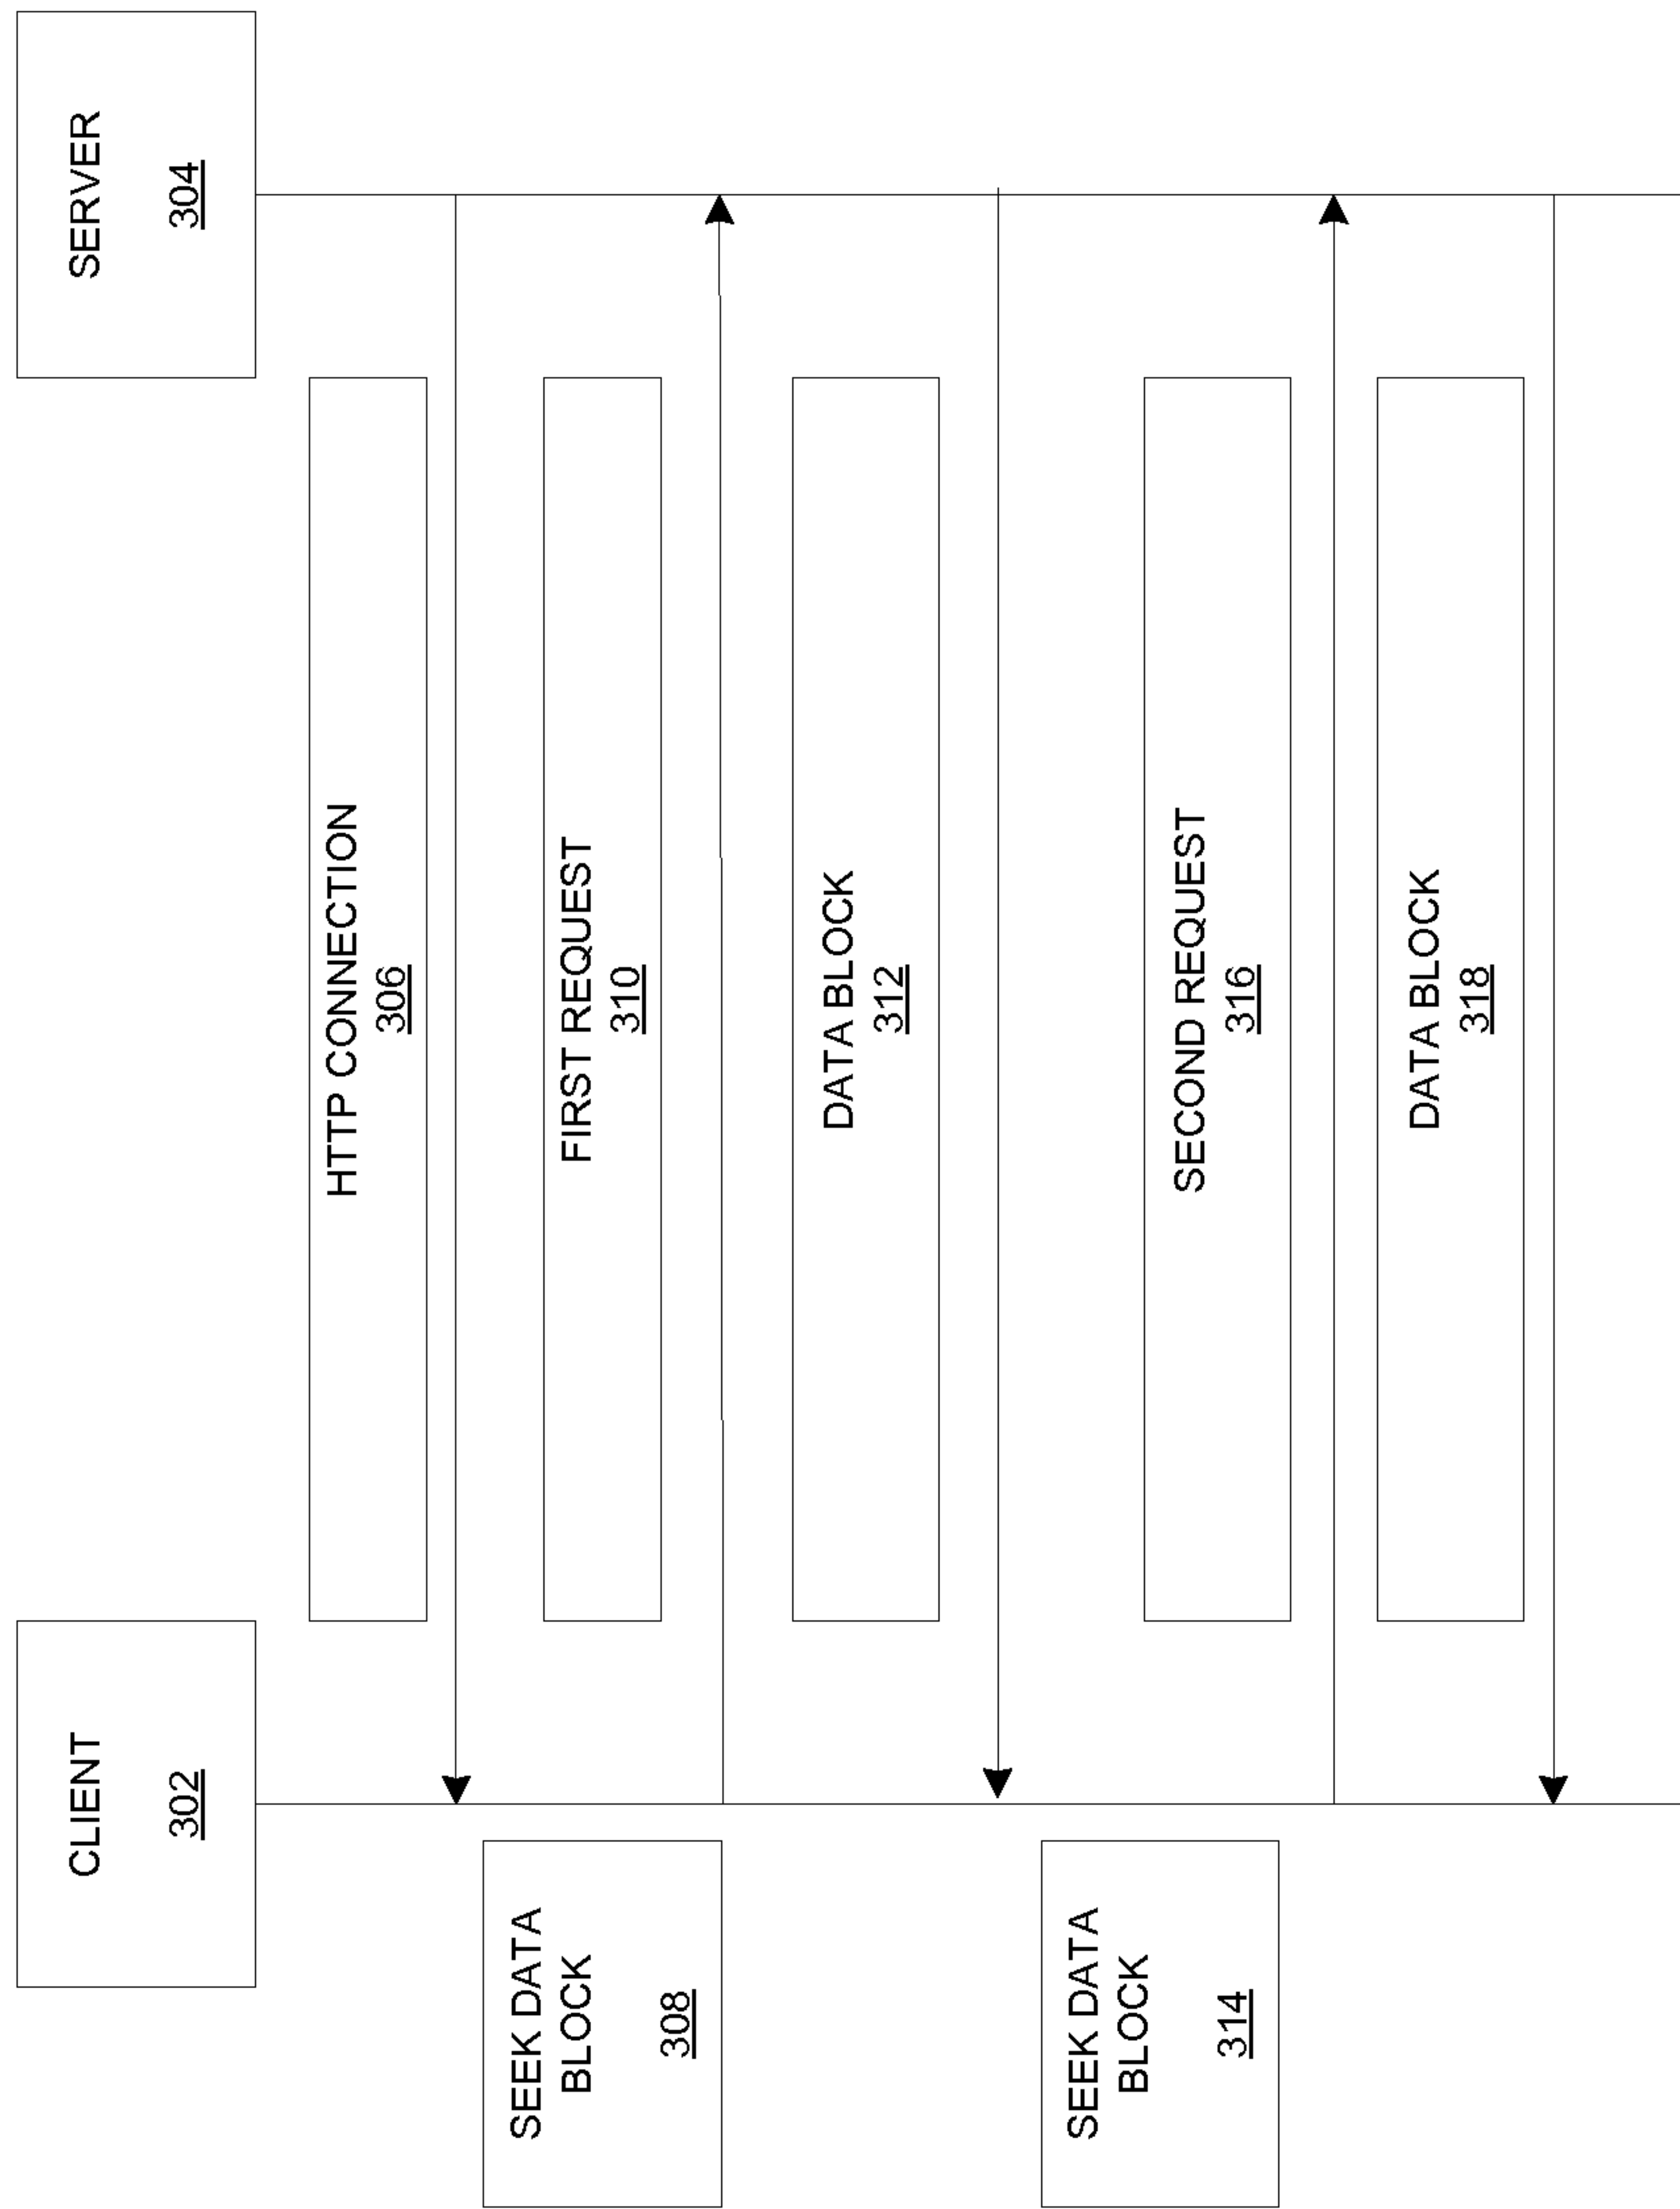 CLIENT
302
SERVER
304
HTTP CONNECTION
306
SEEK DATA
BLOCK
308
FIRST REQUEST
310
DATA BLOCK
312
SEEK DATA
BLOCK
314
SECOND REQUEST
316
DATA BLOCK
318